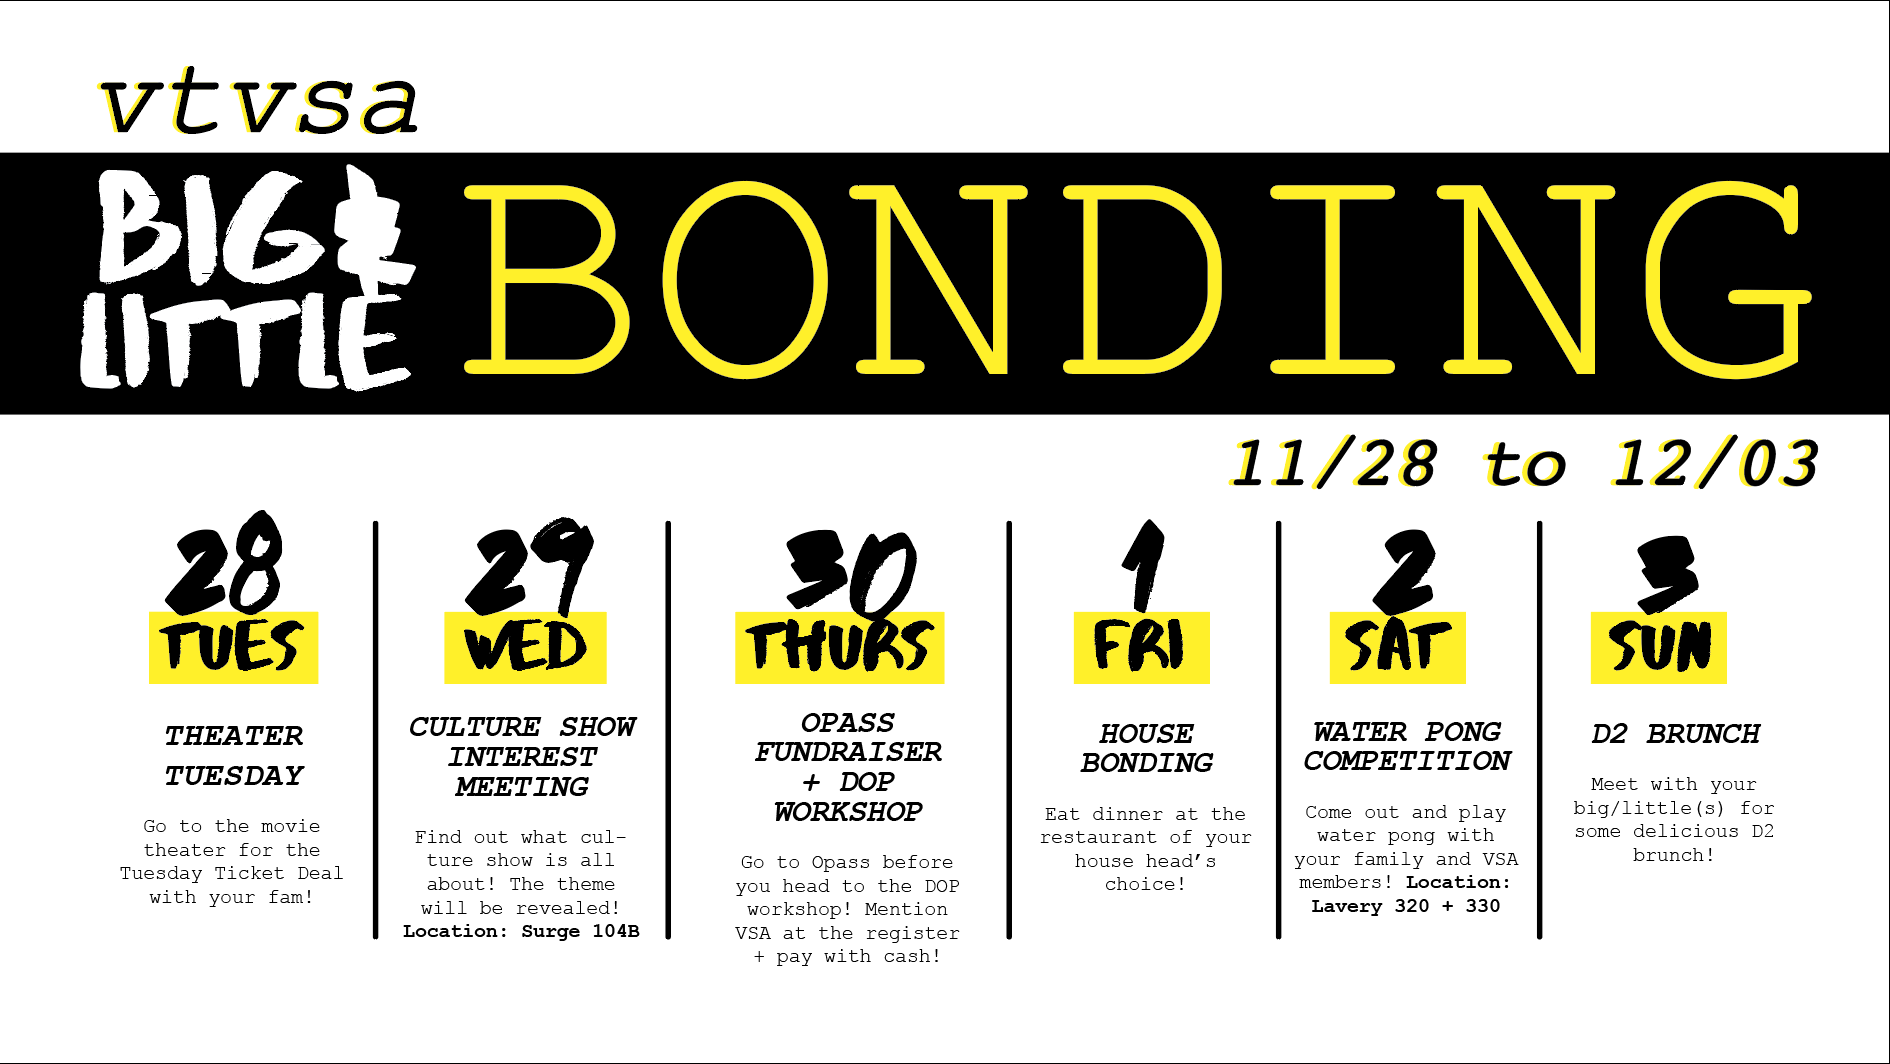 vtvsa
BIG &
LITTLE
BONDING
11/28 to 12/03
28
TUES
THEATER
TUESDAY
Go to the movie
theater for the
Tuesday Ticket Deal
with your fam!
29
WED
CULTURE SHOW
INTEREST
MEETING
Find out what cul-
ture show is all
about! The theme
will be revealed!
Location: Surge 104B
30
THURS
OPASS
FUNDRAISER
+ DOP
WORKSHOP
Go to Opass before
you head to the DOP
workshop! Mention
VSA at the register
+ pay with cash!
1
FRI
HOUSE
BONDING
Eat dinner at the
restaurant of your
house head’s
choice!
2
SAT
WATER PONG
COMPETITION
Come out and play
water pong with
your family and VSA
members! Location:
Lavery 320 + 330
3
SUN
D2 BRUNCH
Meet with your
big/little(s) for
some delicious D2
brunch!